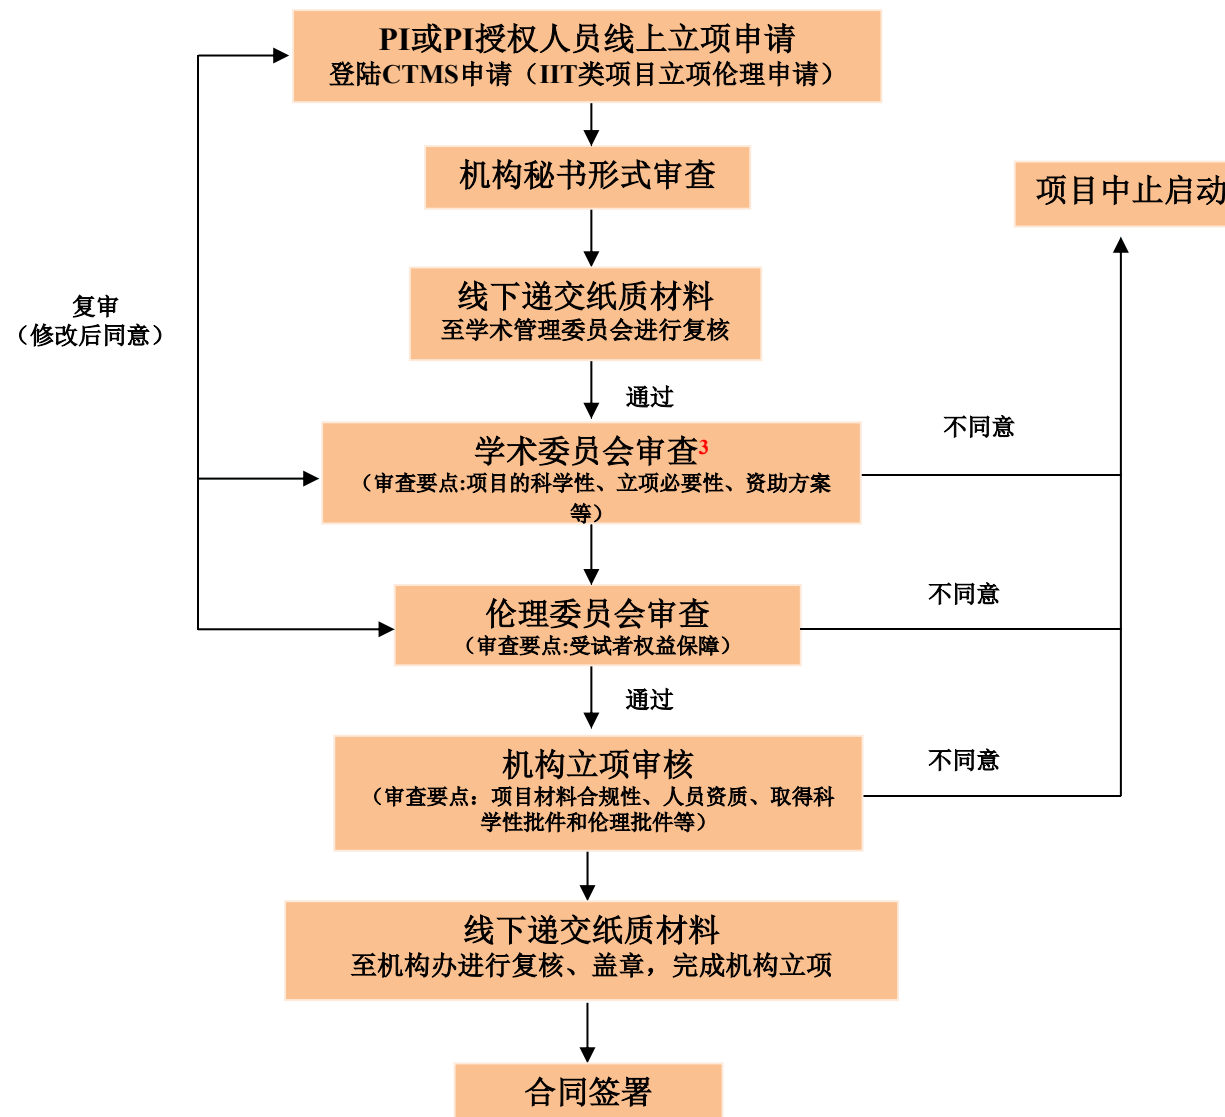 PI或PI授权人员线上立项申请
登陆CTMS申请（IIT类项目立项伦理申请）
机构秘书形式审查
项目中止启动
线下递交纸质材料
至学术管理委员会进行复核
复审
（修改后同意）
通过
不同意
学术委员会审查3
（审查要点:项目的科学性、立项必要性、资助方案
等）
不同意
伦理委员会审查
（审查要点:受试者权益保障）
通过
不同意
机构立项审核
（审查要点：项目材料合规性、人员资质、取得科
学性批件和伦理批件等）
线下递交纸质材料
至机构办进行复核、盖章，完成机构立项
合同签署